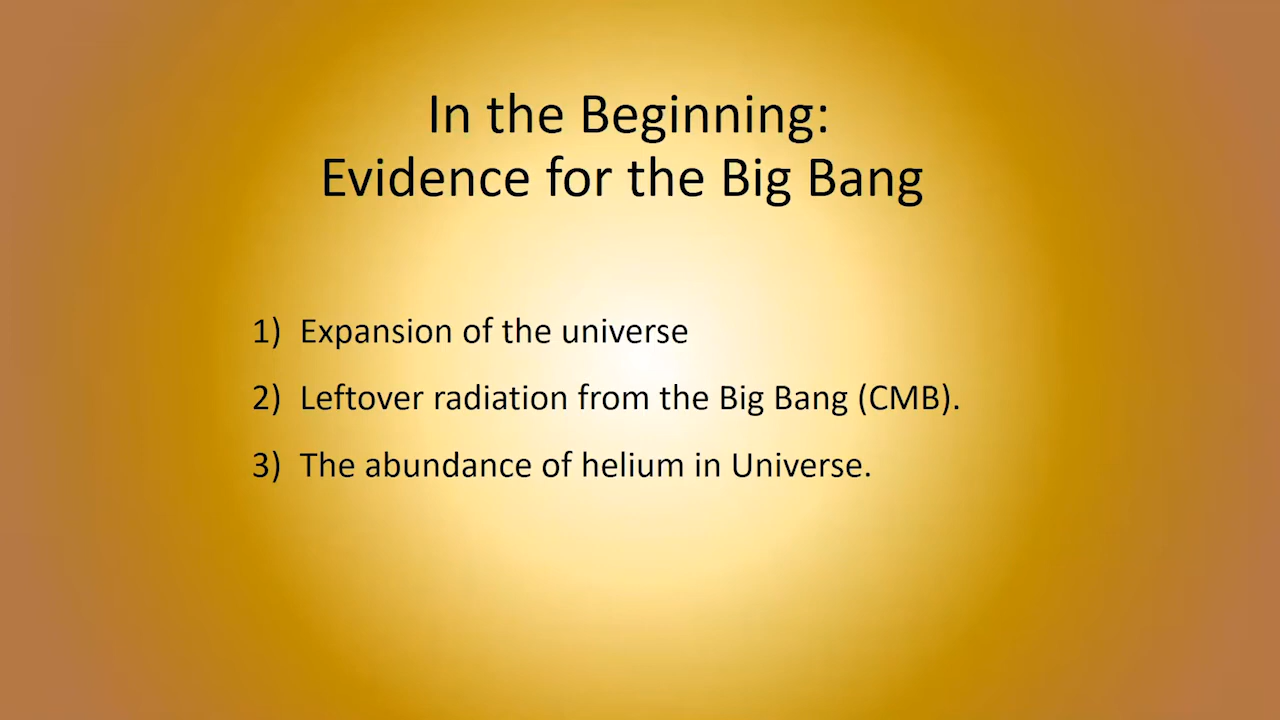 In the Beginning:
Evidence for the Big Bang
1) Expansion of the universe
2) Leftover radiation from the Big Bang (CMB).
3) The abundance of helium in Universe.